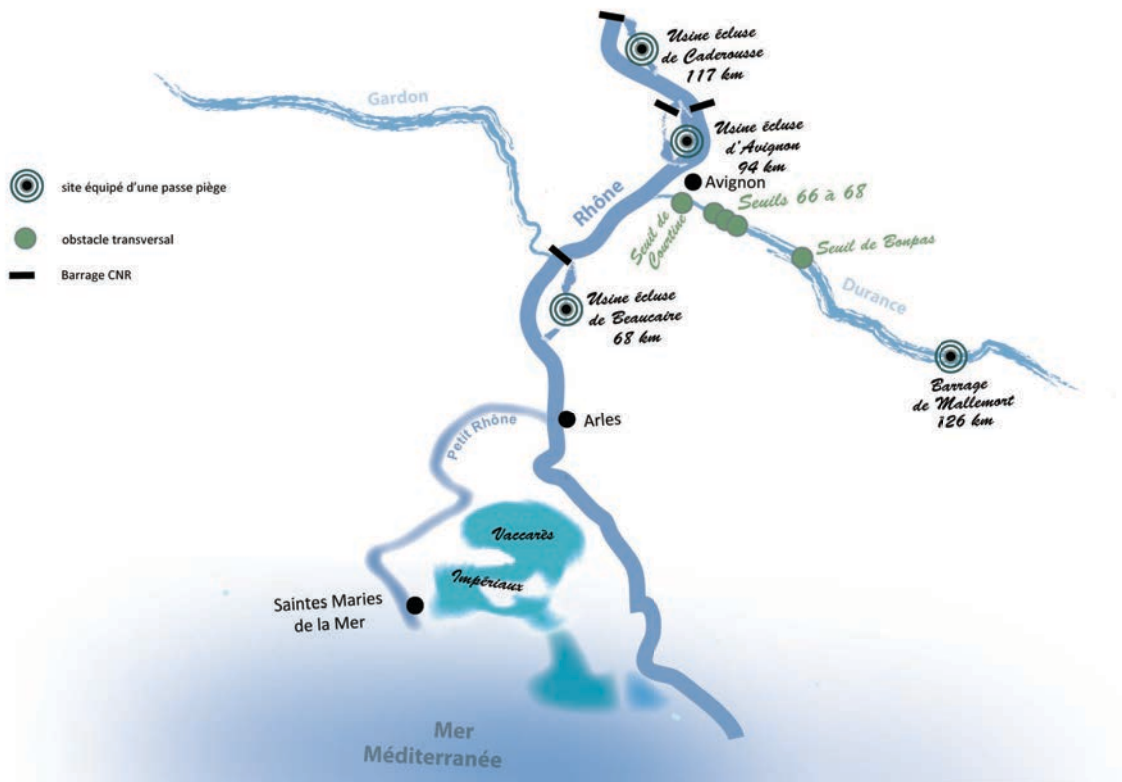 Usine écluse
de Caderousse
117 km
Gardon
Usine écluse
d'Avignon
94 km
site équipé d'une passe piège
Avignon
Rhône
Seuils 66 à 68
Seuil de
Courtine
obstacle transversal
Seuil de Bonpas
Barrage CNR
Durance
Usine écluse
de Beaucaire
68 km
Barrage
de Mallemort
126 km
Petit Rhône
Arles
Vaccarès
Impériaux
Saintes Maries
de la Mer
Mer
Méditerranée